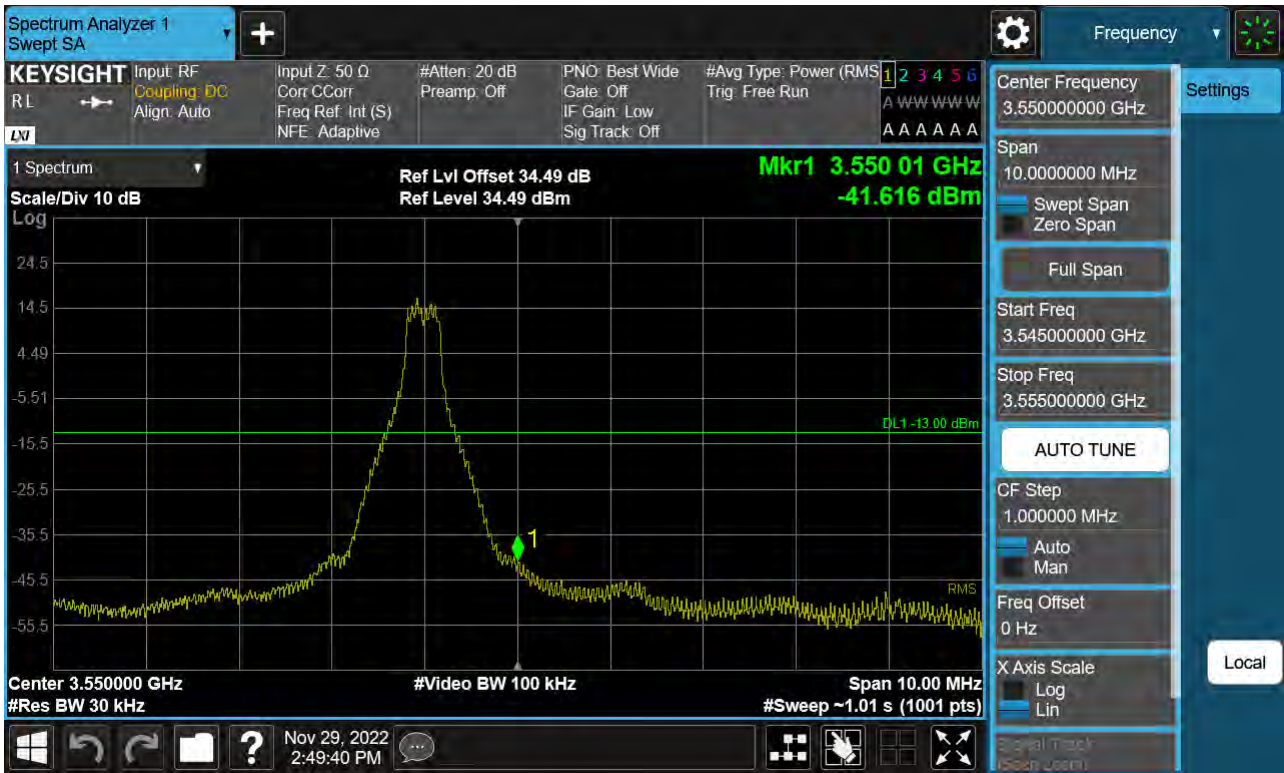 Spectrum Analyzer 1
Swept SA
+
Frequency
KEYSIGHT
RL
LXI
Input: RF
Coupling: DC
Align: Auto
Input Z: 50 Ω
Corr CCorr
Freq Ref: Int (S)
NFE: Adaptive
#Atten: 20 dB
Preamp: Off
PNO: Best Wide
Gate: Off
IF Gain: Low
Sig Track: Off
#Avg Type: Power (RMS
Trig: Free Run
1 2 3 4 5 6
A W W W W W
A A A A A A
1 Spectrum
Scale/Div 10 dB
Log
Ref Lvl Offset 34.49 dB
Ref Level 34.49 dBm
Mkr1 3.550 01 GHz
-41.616 dBm
24.5
14.5
4.49
-5.51
-15.5
-25.5
-35.5
-45.5
-55.5
DL1 -13.00 dBm
1
RMS
Center 3.550000 GHz
#Res BW 30 kHz
#Video BW 100 kHz
Span 10.00 MHz
#Sweep ~1.01 s (1001 pts)
Center Frequency
3.550000000 GHz
Span
10.0000000 MHz
Swept Span
Zero Span
Full Span
Start Freq
3.545000000 GHz
Stop Freq
3.555000000 GHz
AUTO TUNE
CF Step
1.000000 MHz
Auto
Man
Freq Offset
0 Hz
X Axis Scale
Log
Lin
Signal Track
(Span Zoom)
Settings
Local
?
Nov 29, 2022
2:49:40 PM